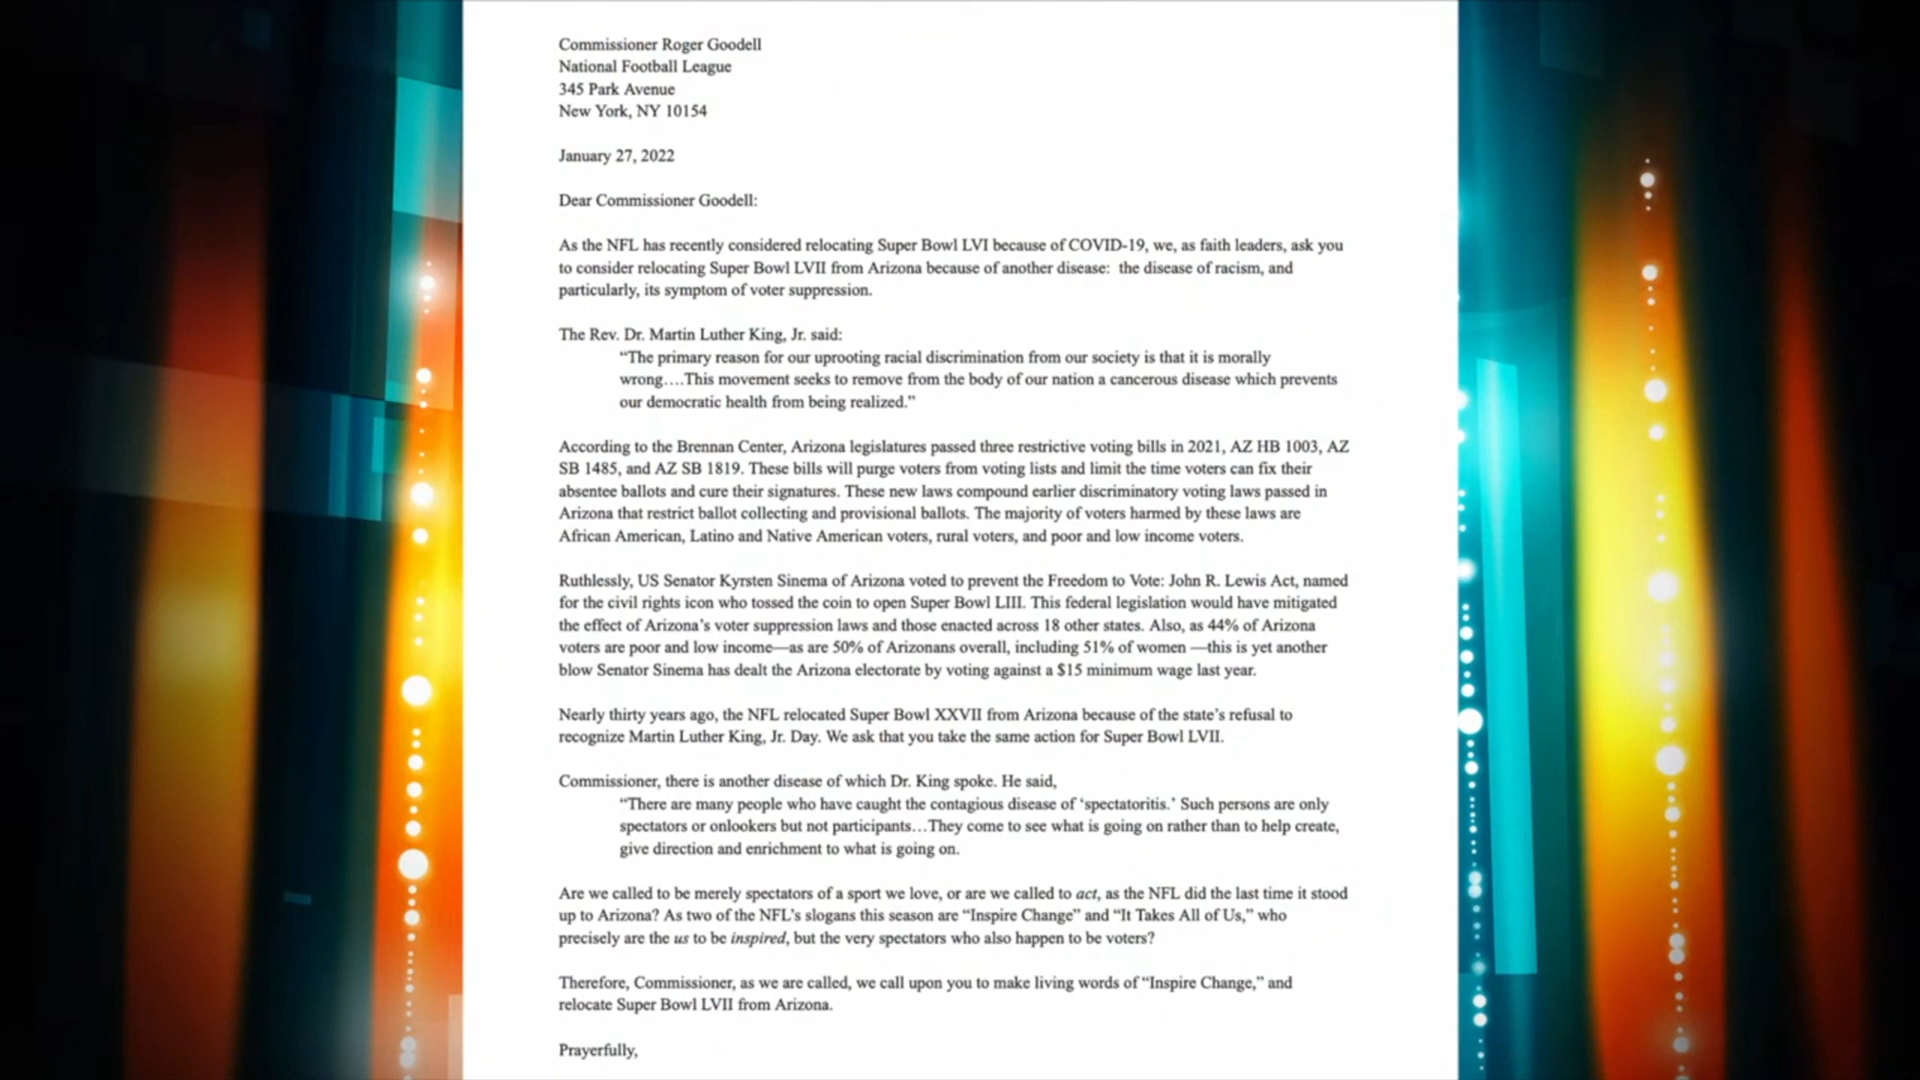 Commissioner Roger Goodell
National Football League
345 Park Avenue
New York, NY 10154
January 27, 2022
Dear Commissioner Goodell:
As the NFL has recently considered relocating Super Bowl LVI because of COVID-19, we, as faith leaders, ask you
to consider relocating Super Bowl LVII from Arizona because of another disease:  the disease of racism, and
particularly, its symptom of voter suppression.
The Rev. Dr. Martin Luther King, Jr. said:
“The primary reason for our uprooting racial discrimination from our society is that it is morally
wrong….This movement seeks to remove from the body of our nation a cancerous disease which prevents
our democratic health from being realized.”
According to the Brennan Center, Arizona legislatures passed three restrictive voting bills in 2021, AZ HB 1003, AZ
SB 1485, and AZ SB 1819. These bills will purge voters from voting lists and limit the time voters can fix their
absentee ballots and cure their signatures. These new laws compound earlier discriminatory voting laws passed in
Arizona that restrict ballot collecting and provisional ballots. The majority of voters harmed by these laws are
African American, Latino and Native American voters, rural voters, and poor and low income voters.
Ruthlessly, US Senator Kyrsten Sinema of Arizona voted to prevent the Freedom to Vote: John R. Lewis Act, named
for the civil rights icon who tossed the coin to open Super Bowl LIII. This federal legislation would have mitigated
the effect of Arizona’s voter suppression laws and those enacted across 18 other states. Also, as 44% of Arizona
voters are poor and low income—as are 50% of Arizonans overall, including 51% of women —this is yet another
blow Senator Sinema has dealt the Arizona electorate by voting against a $15 minimum wage last year.
Nearly thirty years ago, the NFL relocated Super Bowl XXVII from Arizona because of the state’s refusal to
recognize Martin Luther King, Jr. Day. We ask that you take the same action for Super Bowl LVII.
Commissioner, there is another disease of which Dr. King spoke. He said,
“There are many people who have caught the contagious disease of ‘spectatoritis.’ Such persons are only
spectators or onlookers but not participants…They come to see what is going on rather than to help create,
give direction and enrichment to what is going on.
Are we called to be merely spectators of a sport we love, or are we called to act, as the NFL did the last time it stood
up to Arizona? As two of the NFL’s slogans this season are “Inspire Change” and “It Takes All of Us,” who
precisely are the us to be inspired, but the very spectators who also happen to be voters?
Therefore, Commissioner, as we are called, we call upon you to make living words of “Inspire Change,” and
relocate Super Bowl LVII from Arizona.
Prayerfully,